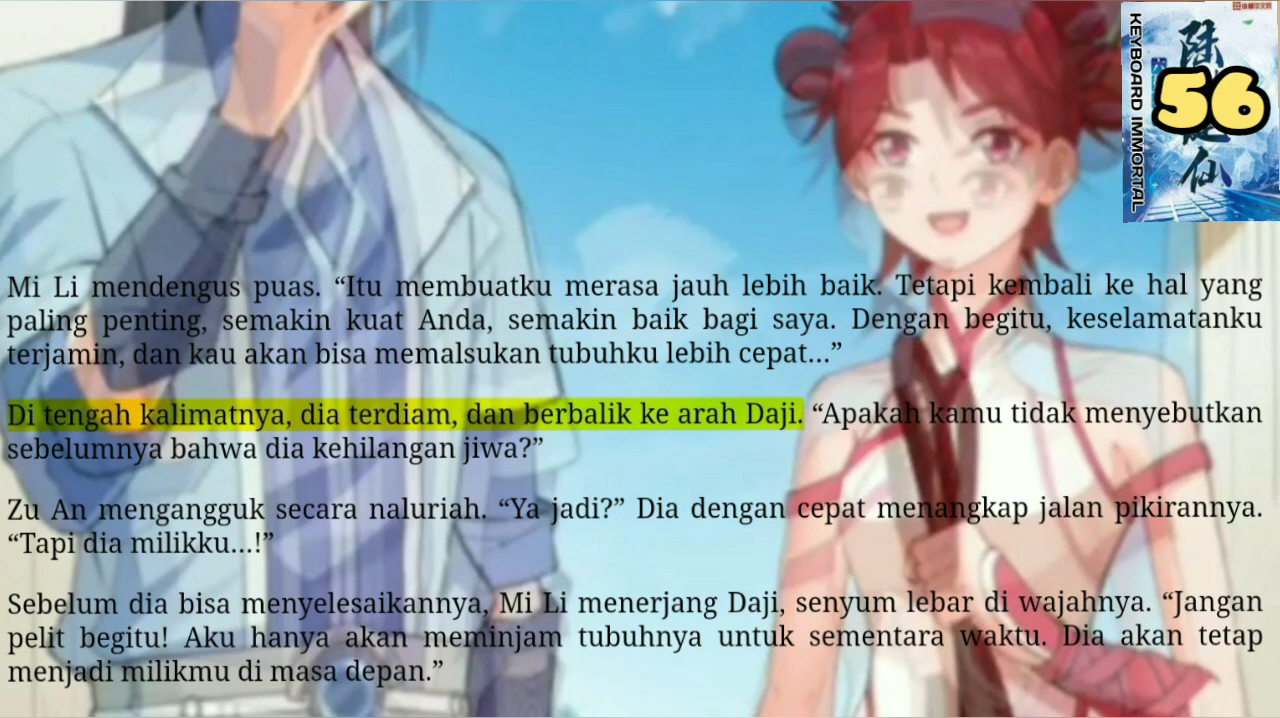 KEYBOARD IMMORTAL
56
仙
Mi Li mendengus puas. “Itu membuatku merasa jauh lebih baik. Tetapi kembali ke hal yang
paling penting, semakin kuat Anda, semakin baik bagi saya. Dengan begitu, keselamatanku
terjamin, dan kau akan bisa memalsukan tubuhku lebih cepat...”
Di tengah kalimatnya, dia terdiam, dan berbalik ke arah Daji. “Apakah kamu tidak menyebutkan
sebelumnya bahwa dia kehilangan jiwa?”
Zu An mengangguk secara naluriah. “Ya jadi?” Dia dengan cepat menangkap jalan pikirannya.
“Tapi dia milikku...!”
Sebelum dia bisa menyelesaikannya, Mi Li menerjang Daji, senyum lebar di wajahnya. “Jangan
pelit begitu! Aku hanya akan meminjam tubuhnya untuk sementara waktu. Dia akan tetap
menjadi milikmu di masa depan.”